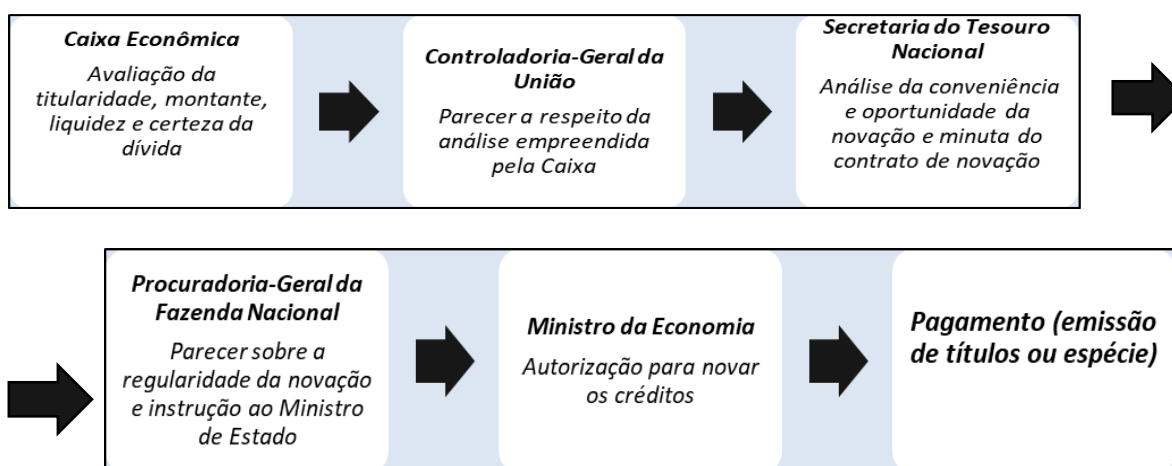 Caixa Econômica
Avaliação da
titularidade, montante,
liquidez e certeza da
dívida
Controladoria-Geral da
União
Parecer a respeito da
análise empreendida
pela Caixa
Secretaria do Tesouro
Nacional
Análise da conveniência
e oportunidade da
novação e minuta do
contrato de novação
Procuradoria-Geral da
Fazenda Nacional
Parecer sobre a
regularidade da novação
e instrução ao Ministro
de Estado
Ministro da Economia
Autorização para novar
os créditos
Pagamento (emissão
de títulos ou espécie)